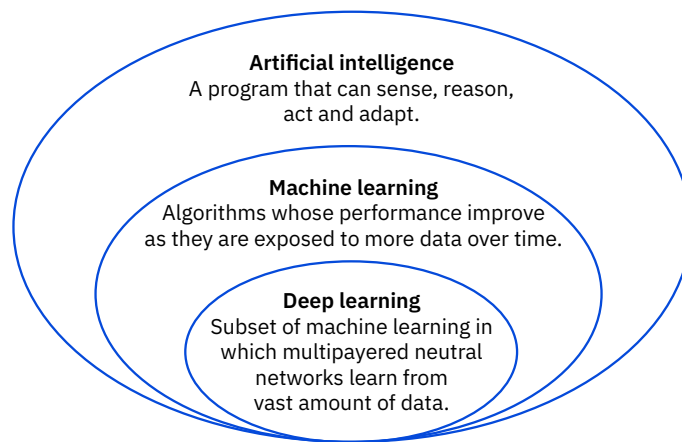 Artificial intelligence
A program that can sense, reason,
act and adapt.
Machine learning
Algorithms whose performance improve
as they are exposed to more data over time.
Deep learning
Subset of machine learning in
which multipayered neutral
networks learn from
vast amount of data.